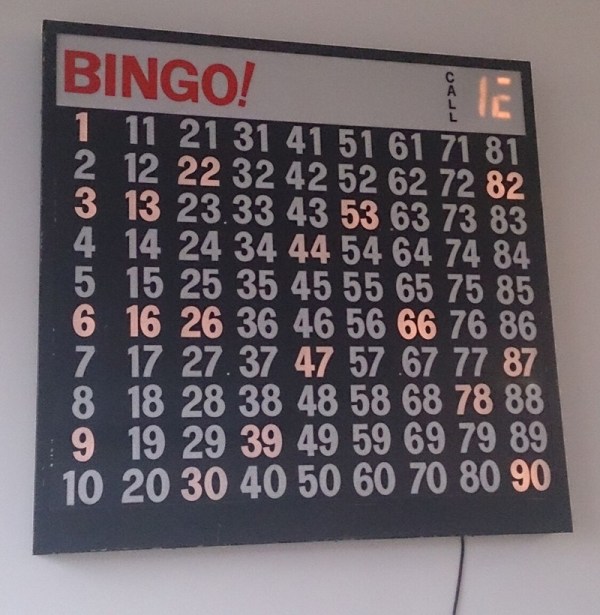 BINGO!
CALL
1E
1 11 21 31 41 51 61 71 81
2 12 22 32 42 52 62 72 82
3 13 23 33 43 53 63 73 83
4 14 24 34 44 54 64 74 84
5 15 25 35 45 55 65 75 85
6 16 26 36 46 56 66 76 86
7 17 27 37 47 57 67 77 87
8 18 28 38 48 58 68 78 88
9 19 29 39 49 59 69 79 89
10 20 30 40 50 60 70 80 90